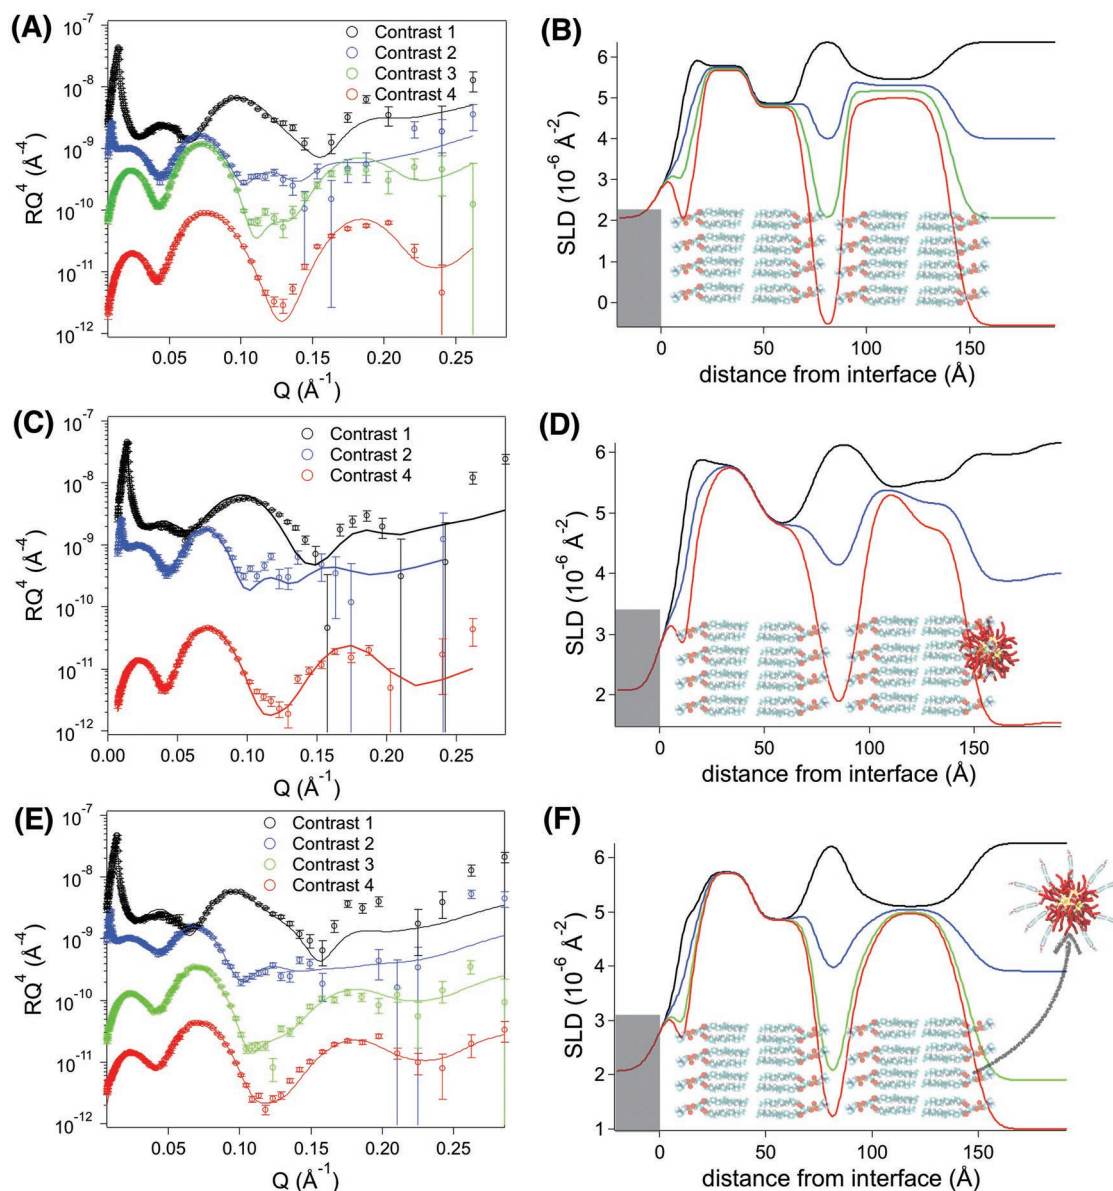 (A)
Contrast 1
Contrast 2
Contrast 3
Contrast 4
RQ⁴ (Å⁻⁴)
10⁻⁷
10⁻⁸
10⁻⁹
10⁻¹⁰
10⁻¹¹
10⁻¹²
0.05 0.10 0.15 0.20 0.25
Q (Å⁻¹)
(B)
SLD (10⁻⁶ Å⁻²)
6
5
4
3
2
1
0
0 50 100 150
distance from interface (Å)
(C)
Contrast 1
Contrast 2
Contrast 4
RQ⁴ (Å⁻⁴)
10⁻⁷
10⁻⁸
10⁻⁹
10⁻¹⁰
10⁻¹¹
10⁻¹²
0.00 0.05 0.10 0.15 0.20 0.25
Q (Å⁻¹)
(D)
SLD (10⁻⁶ Å⁻²)
6
5
4
3
2
0 50 100 150
distance from interface (Å)
(E)
Contrast 1
Contrast 2
Contrast 3
Contrast 4
RQ⁴ (Å⁻⁴)
10⁻⁷
10⁻⁸
10⁻⁹
10⁻¹⁰
10⁻¹¹
10⁻¹²
0.05 0.10 0.15 0.20 0.25
Q (Å⁻¹)
(F)
SLD (10⁻⁶ Å⁻²)
6
5
4
3
2
1
0 50 100 150
distance from interface (Å)